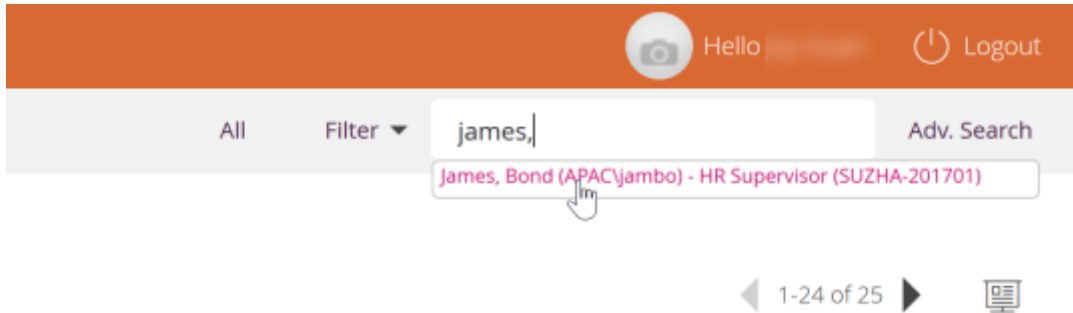 Hello
Logout
All
Filter
james,
Adv. Search
James, Bond (APAC\jambo) - HR Supervisor (SUZHA-201701)
1-24 of 25